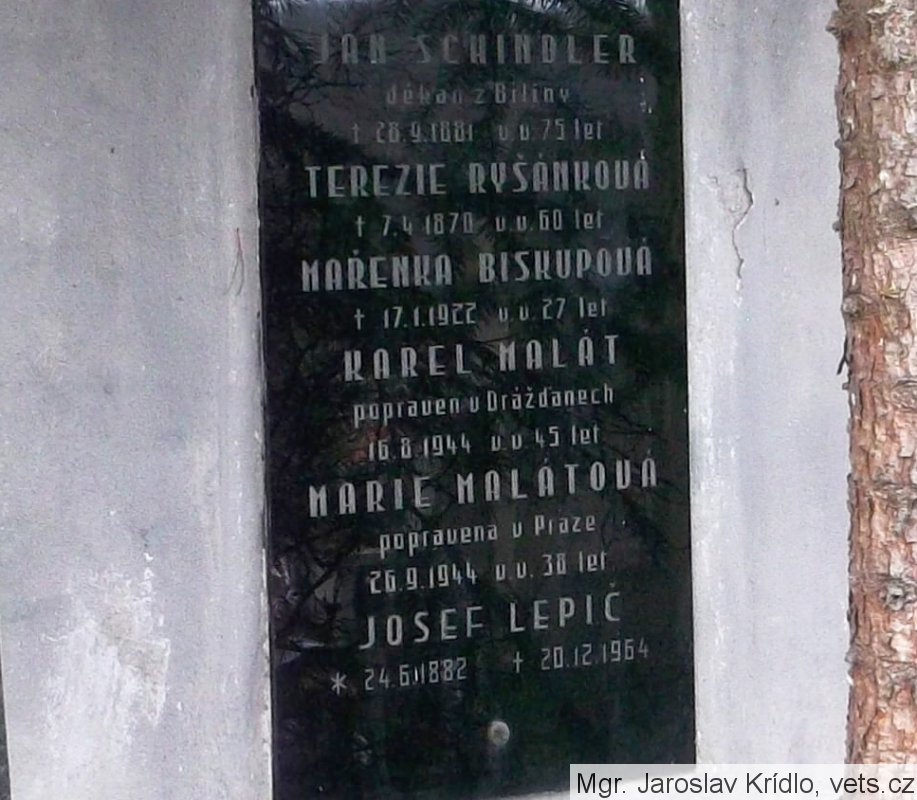 JAN SCHINDLER
děkan z Bíliny
† 28.9.1881 v v. 75 let
TEREZIE RYŠÁNKOVÁ
† 7.4.1870 v.v. 60 let
MAŘENKA BISKUPOVÁ
† 17.1.1922 v.v. 27 let
KAREL MALÁT
popraven v Drážďanech
16.8.1944 v.v. 45 let
MARIE MALÁTOVÁ
popravena v Praze
26.9.1944 v.v. 38 let
JOSEF LEPIČ
* 24.6.1882 † 20.12.1964
Mgr. Jaroslav Krídlo, vets.cz